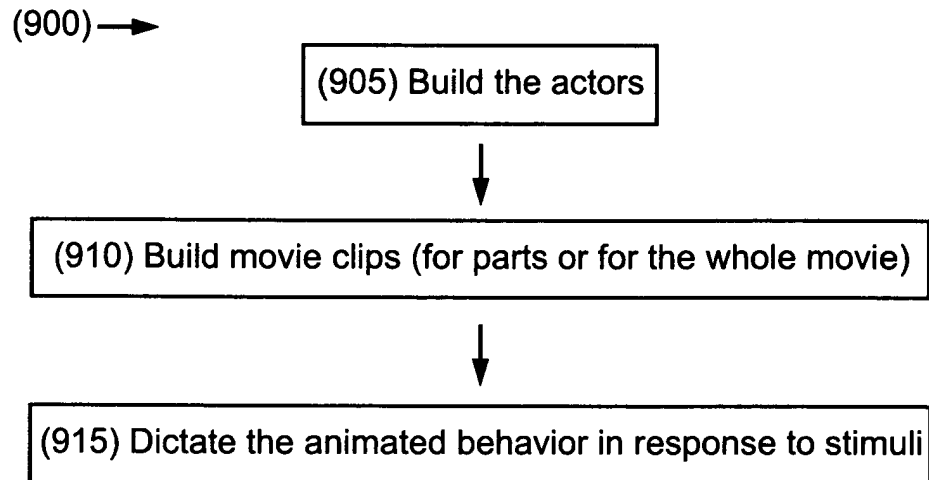 (900)
(905) Build the actors
(910) Build movie clips (for parts or for the whole movie)
(915) Dictate the animated behavior in response to stimuli